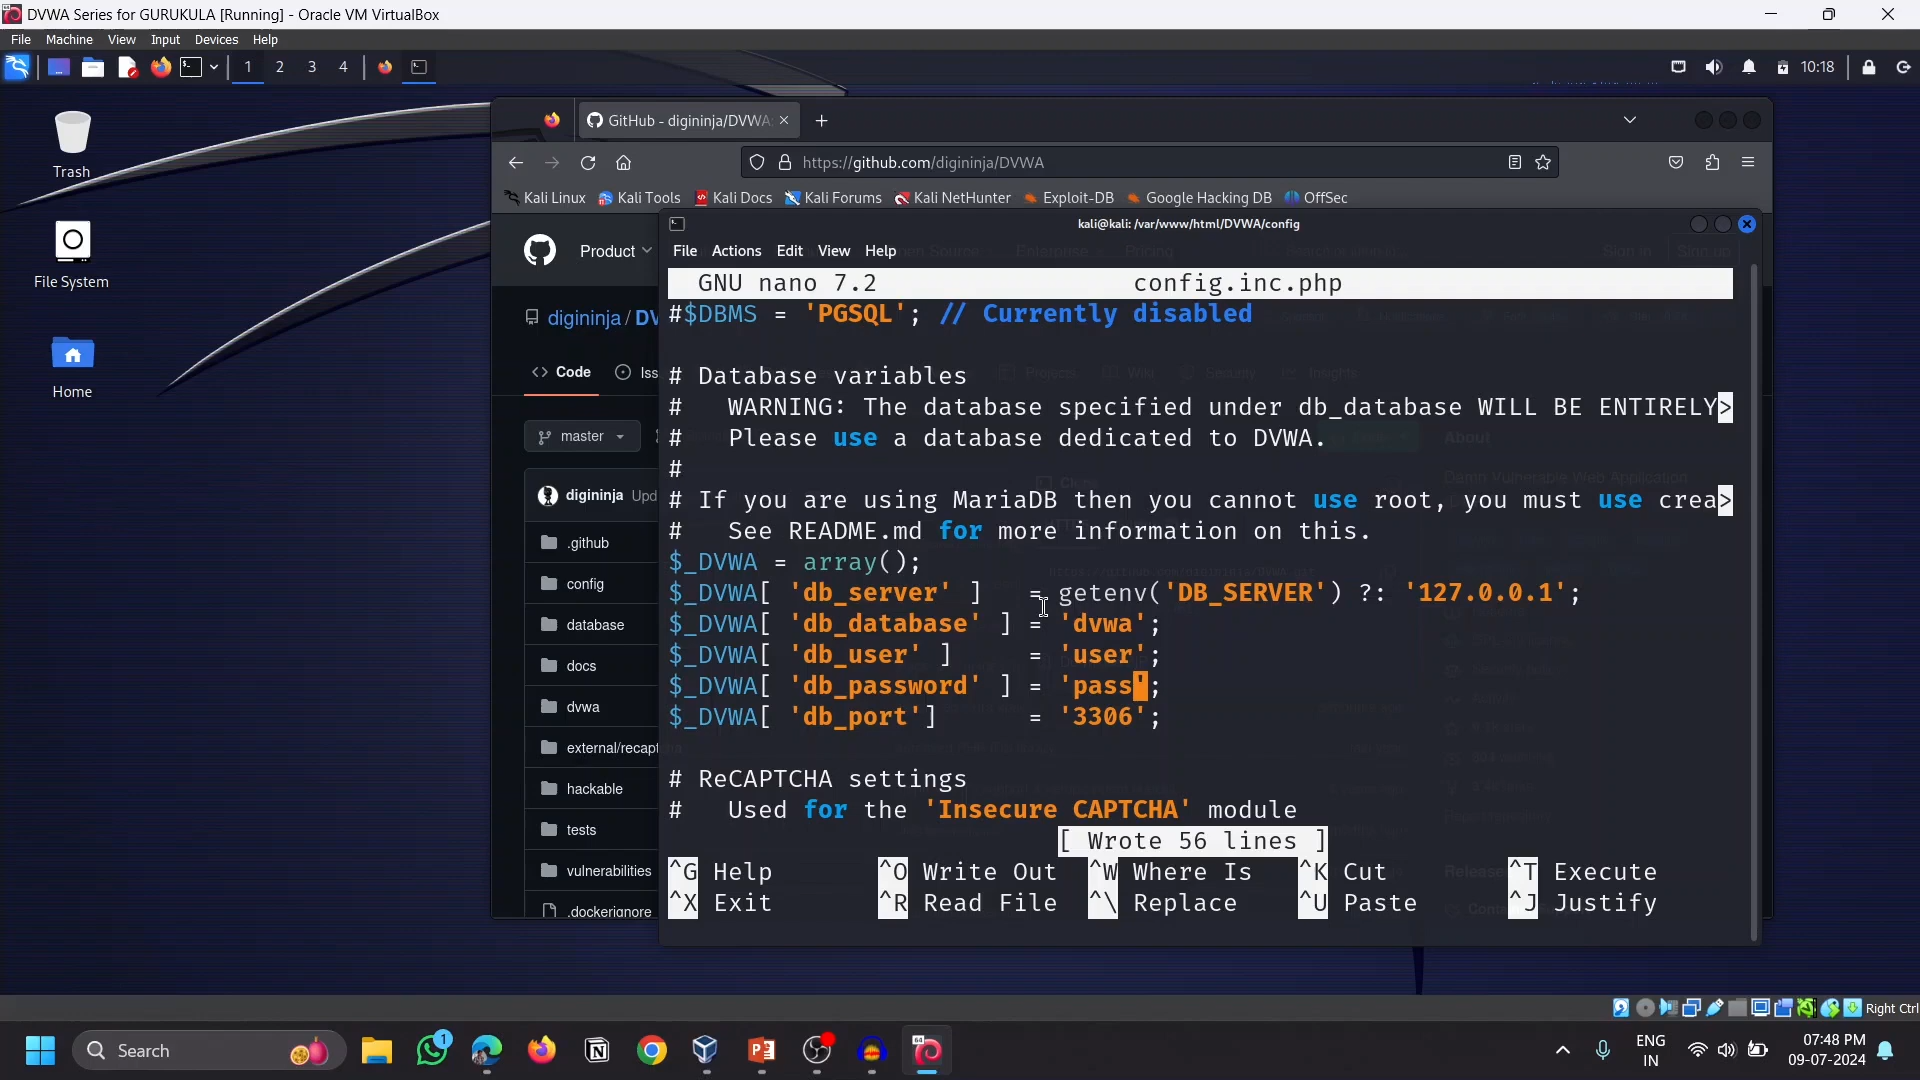 DVWA Series for GURUKULA [Running] - Oracle VM VirtualBox
File Machine View Input Devices Help
1 2 3 4
10:18
Trash
File System
Home
GitHub - digininja/DVWA:
https://github.com/digininja/DVWA
Kali Linux Kali Tools Kali Docs Kali Forums Kali NetHunter Exploit-DB Google Hacking DB OffSec
Product
digininja / DV
Code Iss
master
digininja Upd
.github
config
database
docs
dvwa
external/recapt
hackable
tests
vulnerabilities
.dockerignore
kali@kali: /var/www/html/DVWA/config
File Actions Edit View Help
GNU nano 7.2 config.inc.php
#$DBMS = 'PGSQL'; // Currently disabled
# Database variables
#   WARNING: The database specified under db_database WILL BE ENTIRELY>
#   Please use a database dedicated to DVWA.
#
# If you are using MariaDB then you cannot use root, you must use crea>
#   See README.md for more information on this.
$_DVWA = array();
$_DVWA[ 'db_server' ]   = getenv('DB_SERVER') ?: '127.0.0.1';
$_DVWA[ 'db_database' ] = 'dvwa';
$_DVWA[ 'db_user' ]     = 'user';
$_DVWA[ 'db_password' ] = 'pass';
$_DVWA[ 'db_port']      = '3306';
# ReCAPTCHA settings
#   Used for the 'Insecure CAPTCHA' module
[ Wrote 56 lines ]
^G Help ^O Write Out ^W Where Is ^K Cut ^T Execute
^X Exit ^R Read File ^\ Replace ^U Paste ^J Justify
Right Ctrl
Search
1
ENG
IN
07:48 PM
09-07-2024